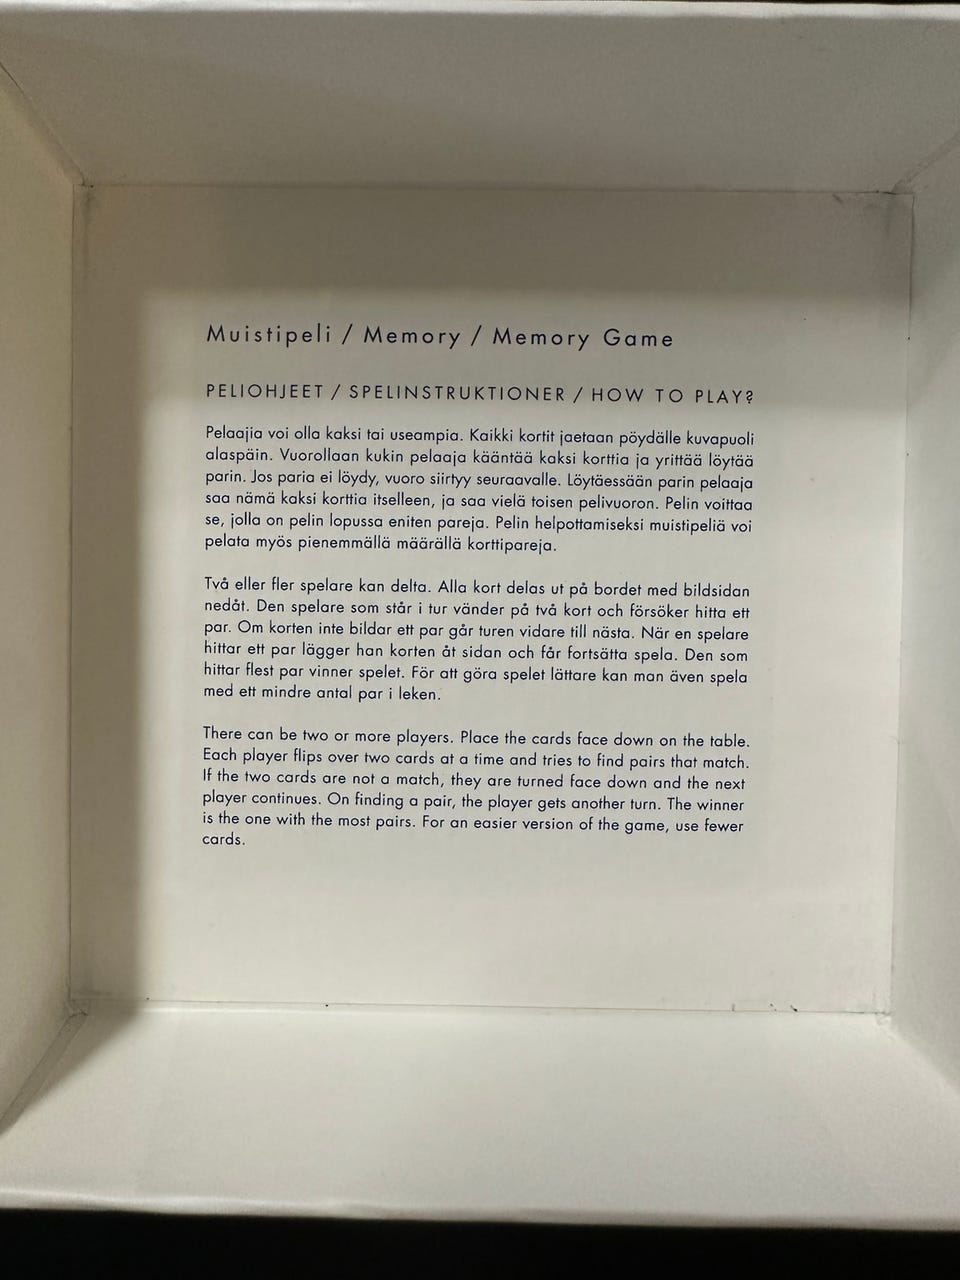 Muistipeli / Memory / Memory Game
PELIOHJEET / SPELINSTRUKTIONER / HOW TO PLAY?
Pelaajia voi olla kaksi tai useampia. Kaikki kortit jaetaan pöydälle kuvapuoli
alaspäin. Vuorollaan kukin pelaaja kääntää kaksi korttia ja yrittää löytää
parin. Jos paria ei löydy, vuoro siirtyy seuraavalle. Löytäessään parin pelaaja
saa nämä kaksi korttia itselleen, ja saa vielä toisen pelivuoron. Pelin voittaa
se, jolla on pelin lopussa eniten pareja. Pelin helpottamiseksi muistipeliä voi
pelata myös pienemmällä määrällä korttipareja.
Två eller fler spelare kan delta. Alla kort delas ut på bordet med bildsidan
nedåt. Den spelare som står i tur vänder på två kort och försöker hitta ett
par. Om korten inte bildar ett par går turen vidare till nästa. När en spelare
hittar ett par lägger han korten åt sidan och får fortsätta spela. Den som
hittar flest par vinner spelet. För att göra spelet lättare kan man även spela
med ett mindre antal par i leken.
There can be two or more players. Place the cards face down on the table.
Each player flips over two cards at a time and tries to find pairs that match.
If the two cards are not a match, they are turned face down and the next
player continues. On finding a pair, the player gets another turn. The winner
is the one with the most pairs. For an easier version of the game, use fewer
cards.